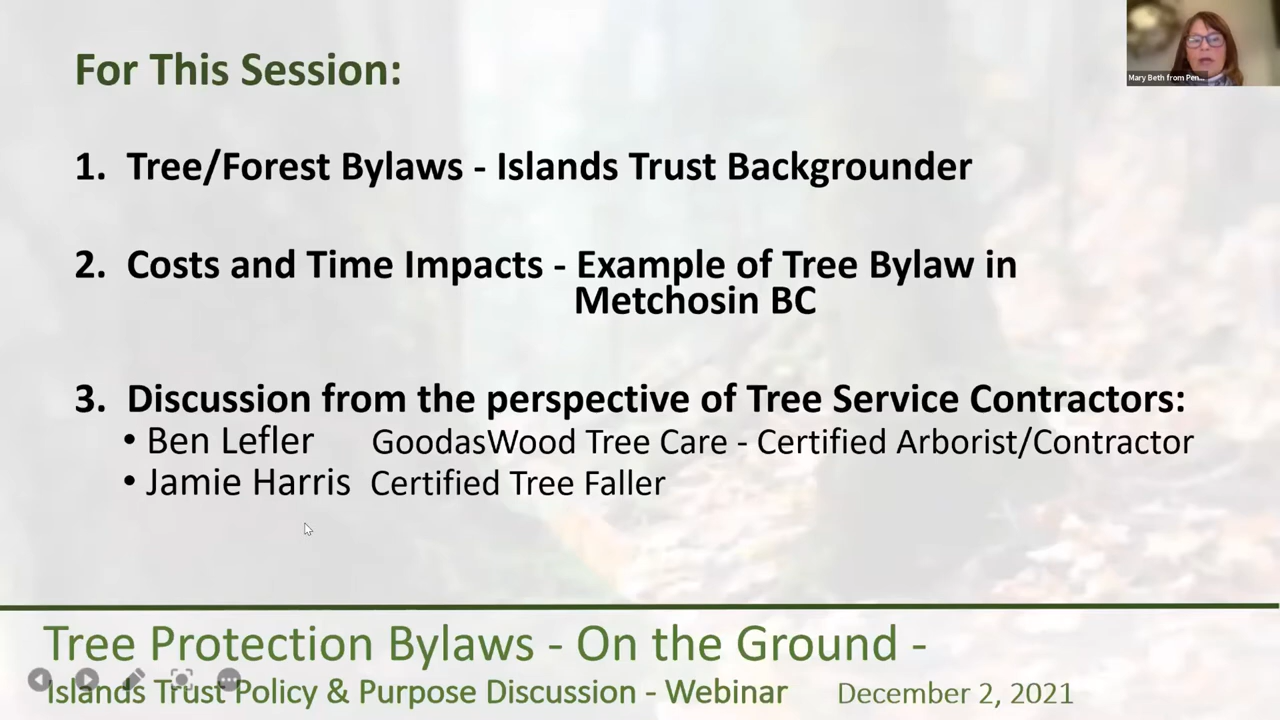 For This Session:
Mary Beth from Pen...
1. Tree/Forest Bylaws - Islands Trust Backgrounder
2. Costs and Time Impacts - Example of Tree Bylaw in
Metchosin BC
3. Discussion from the perspective of Tree Service Contractors:
• Ben Lefler GoodasWood Tree Care - Certified Arborist/Contractor
• Jamie Harris Certified Tree Faller
Tree Protection Bylaws - On the Ground -
Islands Trust Policy & Purpose Discussion - Webinar December 2, 2021